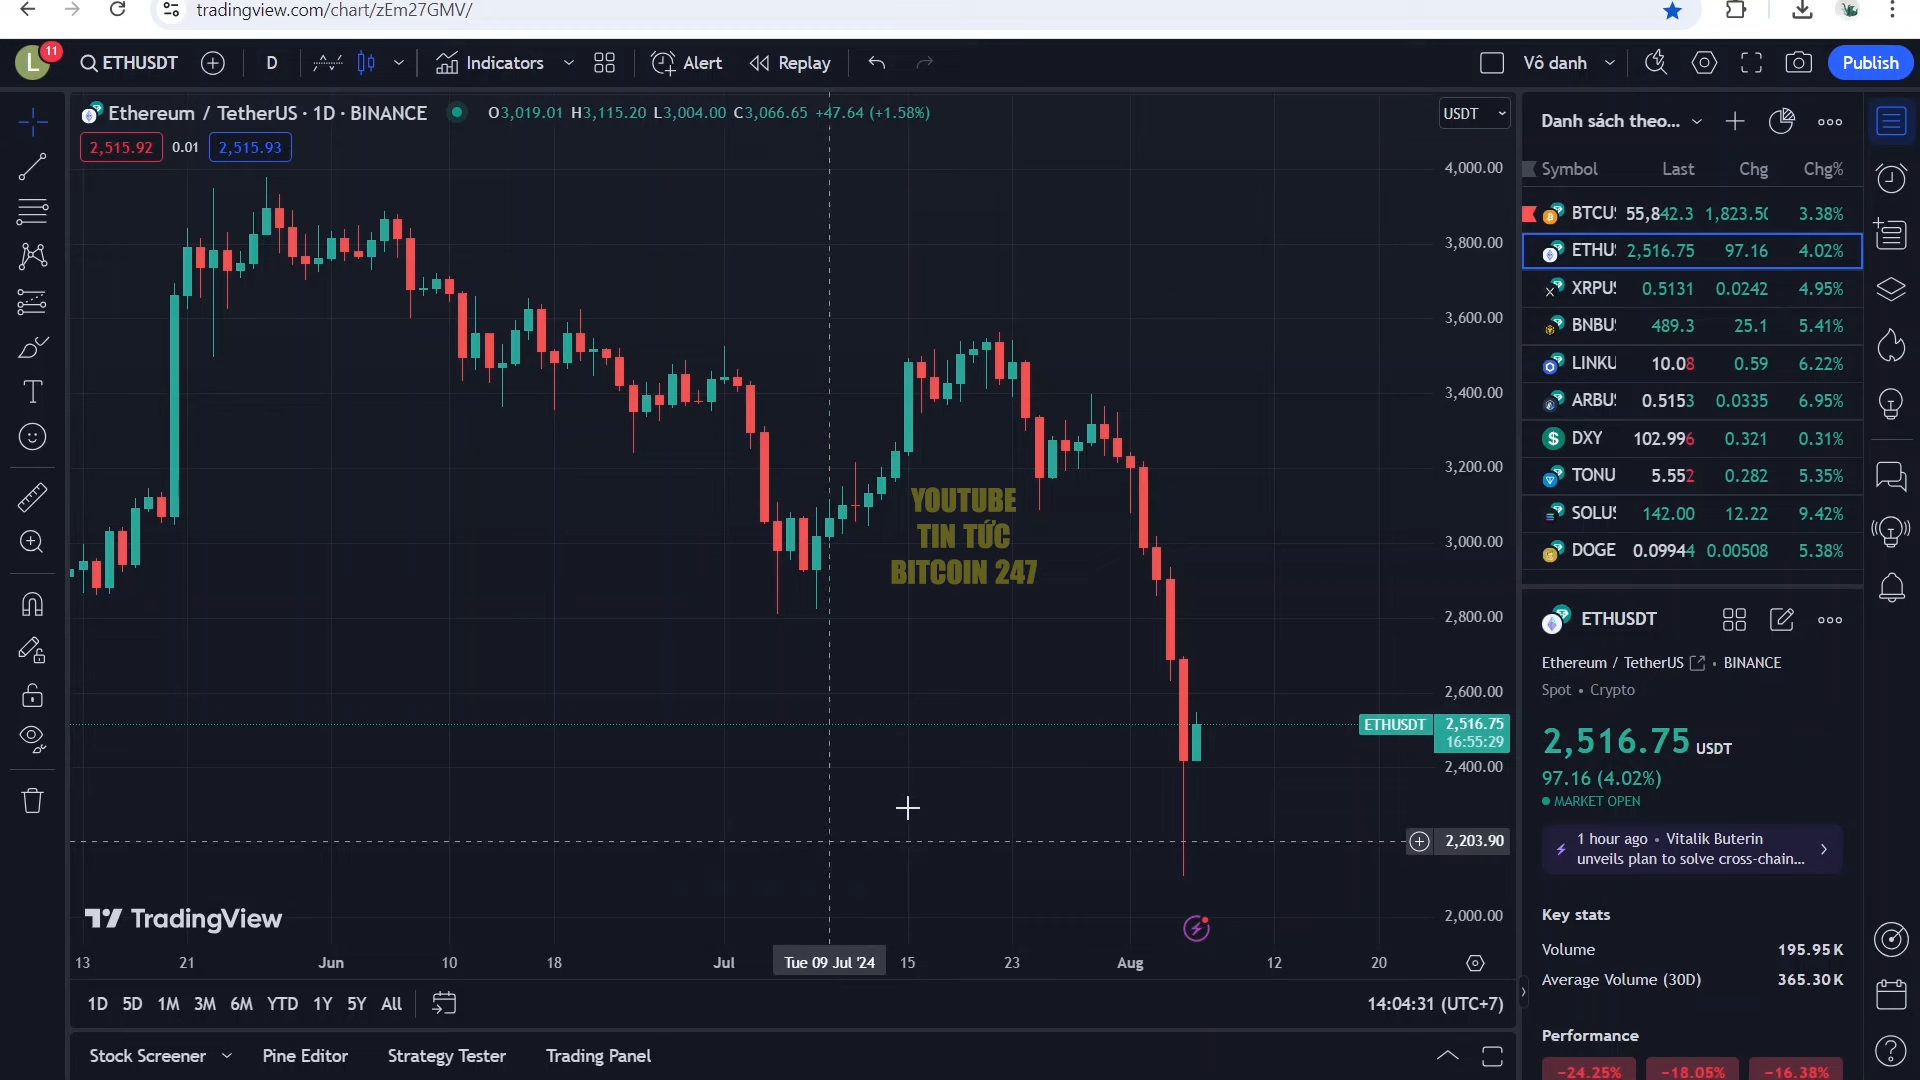 tradingview.com/chart/zEm27GMV/
L 11 ETHUSDT D Indicators Alert Replay Vô danh Publish
Ethereum / TetherUS · 1D · BINANCE O3,019.01 H3,115.20 L3,004.00 C3,066.65 +47.64 (+1.58%)
2,515.92 0.01 2,515.93
USDT
4,000.00
3,800.00
3,600.00
3,400.00
3,200.00
3,000.00
2,800.00
2,600.00
ETHUSDT 2,516.75
16:55:29
2,400.00
2,203.90
2,000.00
YOUTUBE
TIN TỨC
BITCOIN 247
TradingView
13 21 Jun 10 18 Jul Tue 09 Jul '24 15 23 Aug 12 20
1D 5D 1M 3M 6M YTD 1Y 5Y All 14:04:31 (UTC+7)
Stock Screener Pine Editor Strategy Tester Trading Panel
Danh sách theo...
Symbol Last Chg Chg%
BTCU 55,842.3 1,823.50 3.38%
ETHU 2,516.75 97.16 4.02%
XRPU 0.5131 0.0242 4.95%
BNBU 489.3 25.1 5.41%
LINKU 10.08 0.59 6.22%
ARBU 0.5153 0.0335 6.95%
DXY 102.996 0.321 0.31%
TONU 5.552 0.282 5.35%
SOLU 142.00 12.22 9.42%
DOGE 0.09944 0.00508 5.38%
ETHUSDT
Ethereum / TetherUS • BINANCE
Spot • Crypto
2,516.75 USDT
97.16 (4.02%)
MARKET OPEN
1 hour ago • Vitalik Buterin
unveils plan to solve cross-chain...
Key stats
Volume 195.95K
Average Volume (30D) 365.30K
Performance
−24.25% −18.05% −16.38%